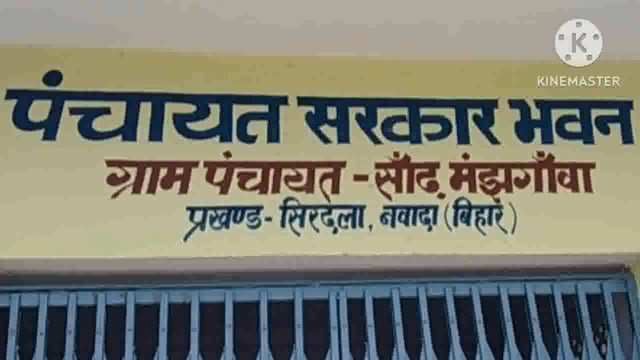 पंचायत सरकार भवन
ग्राम पंचायत - साँढ़ मंझगाँवा
प्रखण्ड - सिरदला, नवादा (बिहार)
K
KINEMASTER